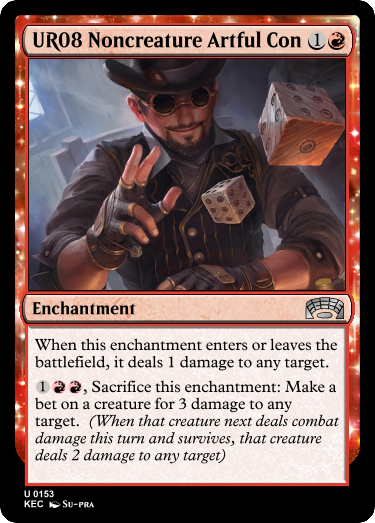 UR08 Noncreature Artful Con 1
Enchantment
When this enchantment enters or leaves the
battlefield, it deals 1 damage to any target.
1, Sacrifice this enchantment: Make a
bet on a creature for 3 damage to any
target. (When that creature next deals combat
damage this turn and survives, that creature
deals 2 damage to any target)
U 0153
KEC Su-pra